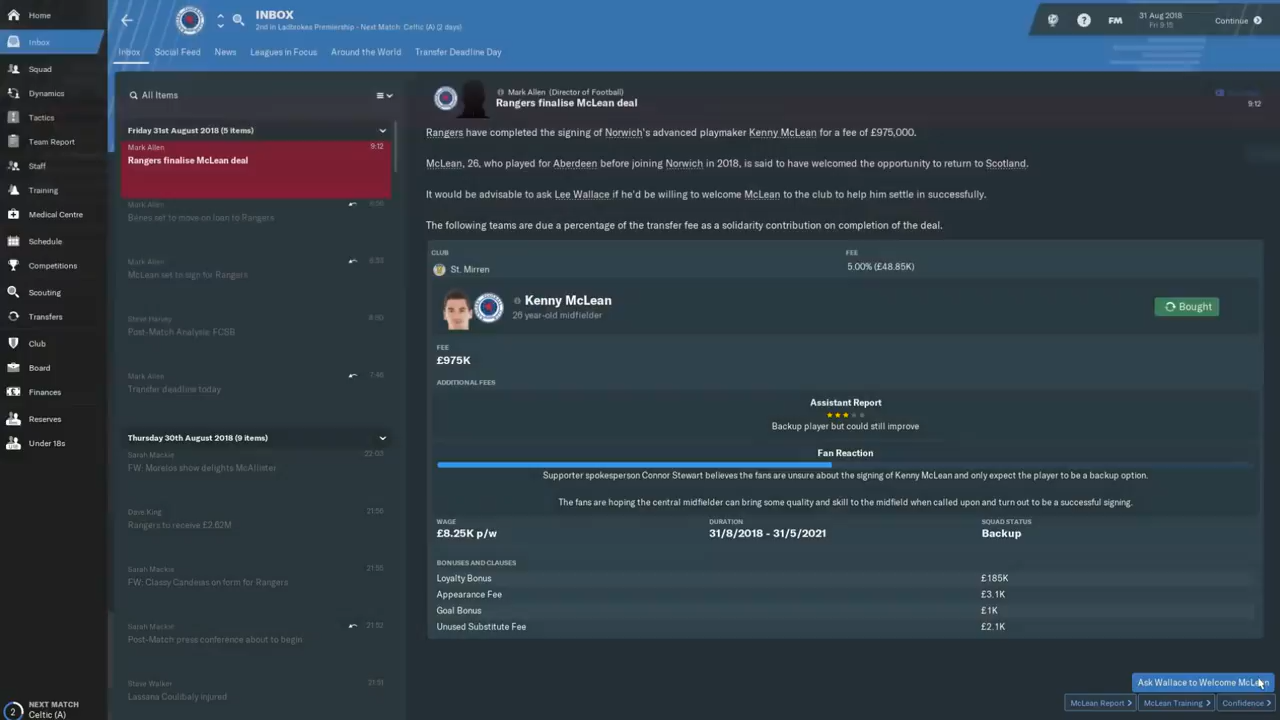 Home
Inbox
Squad
Dynamics
Tactics
Team Report
Staff
Training
Medical Centre
Schedule
Competitions
Scouting
Transfers
Club
Board
Finances
Reserves
Under 18s
2
NEXT MATCH
Celtic (A)
INBOX
2nd in Ladbrokes Premiership - Next Match: Celtic (A) (2 days)
FM
31 Aug 2018
Fri 9:15
Continue
Inbox
Social Feed
News
Leagues in Focus
Around the World
Transfer Deadline Day
All Items
Friday 31st August 2018 (5 items)
Mark Allen 9:12
Rangers finalise McLean deal
Mark Allen
Benes set to move on loan to Rangers
Mark Allen
McLean set to sign for Rangers
Steve Harvey
Post-Match Analysis: FCSB
Mark Allen 7:46
Transfer deadline today
Thursday 30th August 2018 (9 items)
Sarah Mackie 22:03
FW: Morelos show delights McAllister
Dave King 21:56
Rangers to receive £2.62M
Sarah Mackie 21:55
FW: Classy Candeias on form for Rangers
Sarah Mackie 21:52
Post-Match press conference about to begin
Steve Walker 21:51
Lassana Coulibaly injured
Mark Allen (Director of Football)
Rangers finalise McLean deal
9:12
Rangers have completed the signing of Norwich's advanced playmaker Kenny McLean for a fee of £975,000.
McLean, 26, who played for Aberdeen before joining Norwich in 2018, is said to have welcomed the opportunity to return to Scotland.
It would be advisable to ask Lee Wallace if he'd be willing to welcome McLean to the club to help him settle in successfully.
The following teams are due a percentage of the transfer fee as a solidarity contribution on completion of the deal.
CLUB FEE
St. Mirren 5.00% (£48.85K)
Kenny McLean
26 year-old midfielder
Bought
FEE
£975K
ADDITIONAL FEES
Assistant Report
Backup player but could still improve
Fan Reaction
Supporter spokesperson Connor Stewart believes the fans are unsure about the signing of Kenny McLean and only expect the player to be a backup option.
The fans are hoping the central midfielder can bring some quality and skill to the midfield when called upon and turn out to be a successful signing.
WAGE DURATION SQUAD STATUS
£8.25K p/w 31/8/2018 - 31/5/2021 Backup
BONUSES AND CLAUSES
Loyalty Bonus £185K
Appearance Fee £3.1K
Goal Bonus £1K
Unused Substitute Fee £2.1K
Ask Wallace to Welcome McLean
McLean Report
McLean Training
Confidence